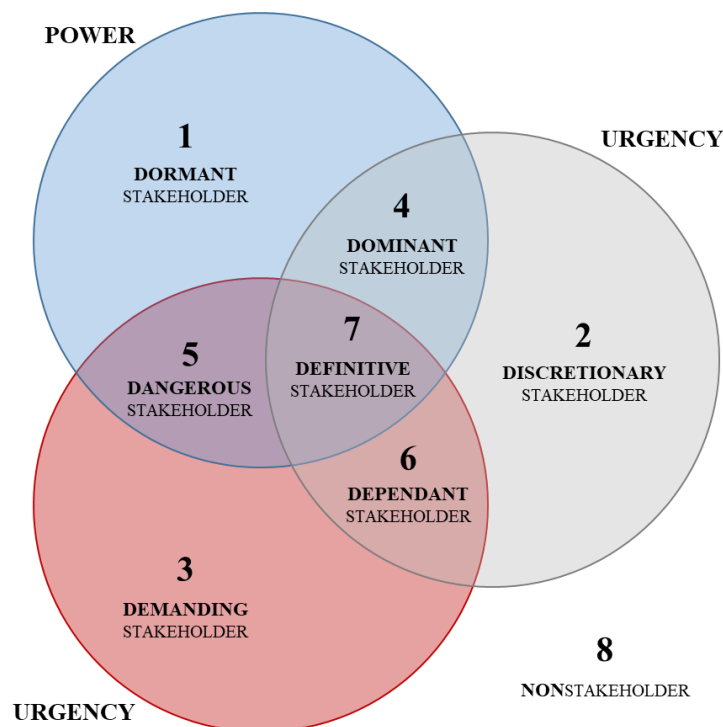 POWER
URGENCY
1
DORMANT
STAKEHOLDER
4
DOMINANT
STAKEHOLDER
5
DANGEROUS
STAKEHOLDER
7
DEFINITIVE
STAKEHOLDER
2
DISCRETIONARY
STAKEHOLDER
6
DEPENDANT
STAKEHOLDER
3
DEMANDING
STAKEHOLDER
8
NONSTAKEHOLDER
URGENCY